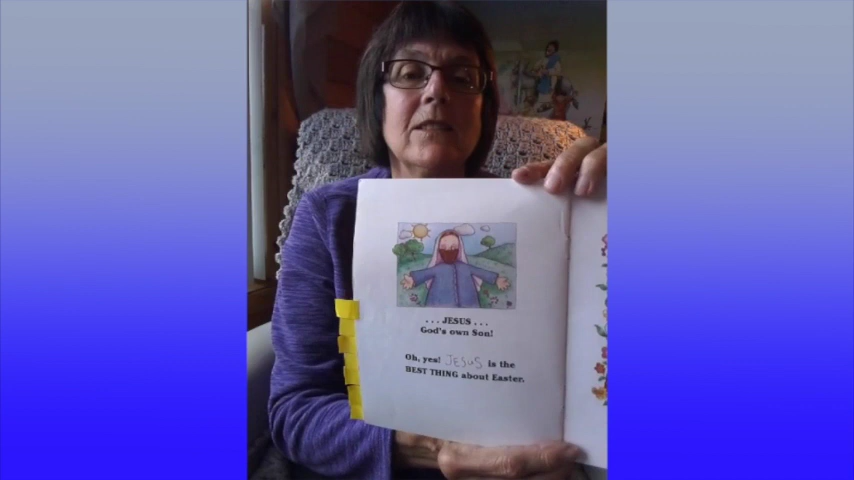 . . . JESUS . . .
God's own Son!
Oh, yes! JESUS is the
BEST THING about Easter.